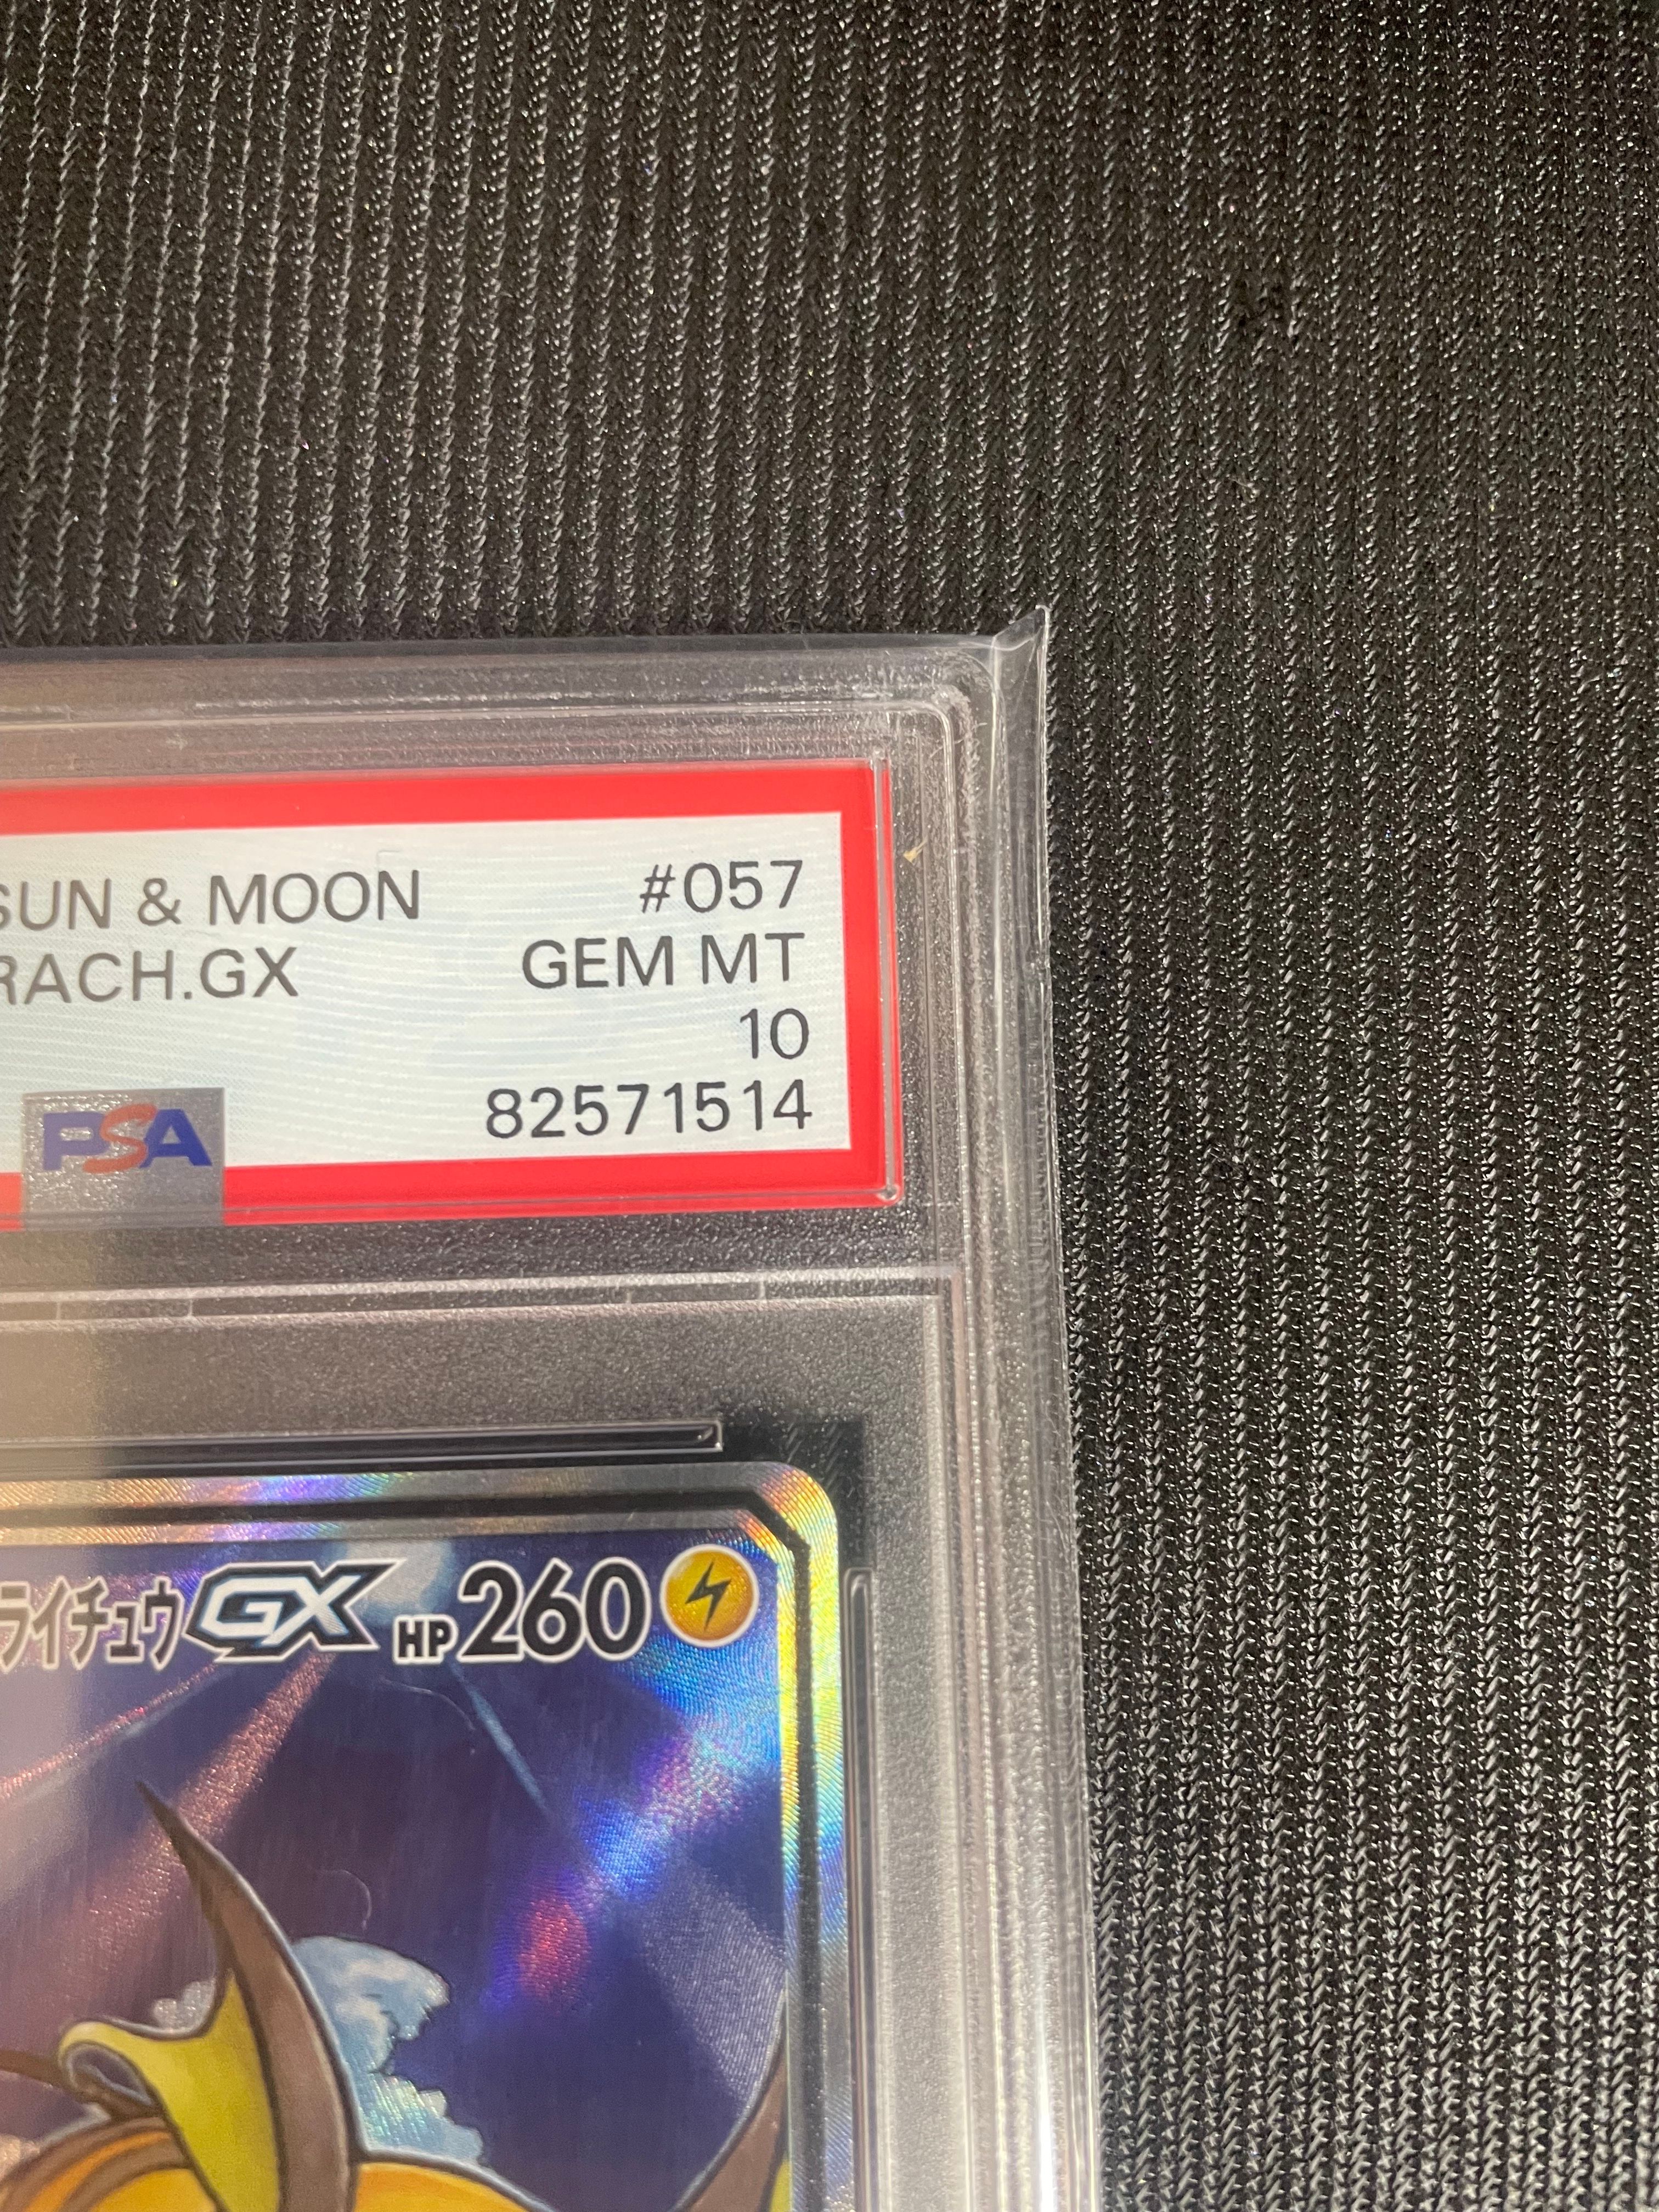 SUN & MOON #057
RACH.GX GEM MT
10
PSA 82571514
ライチュウGX HP260